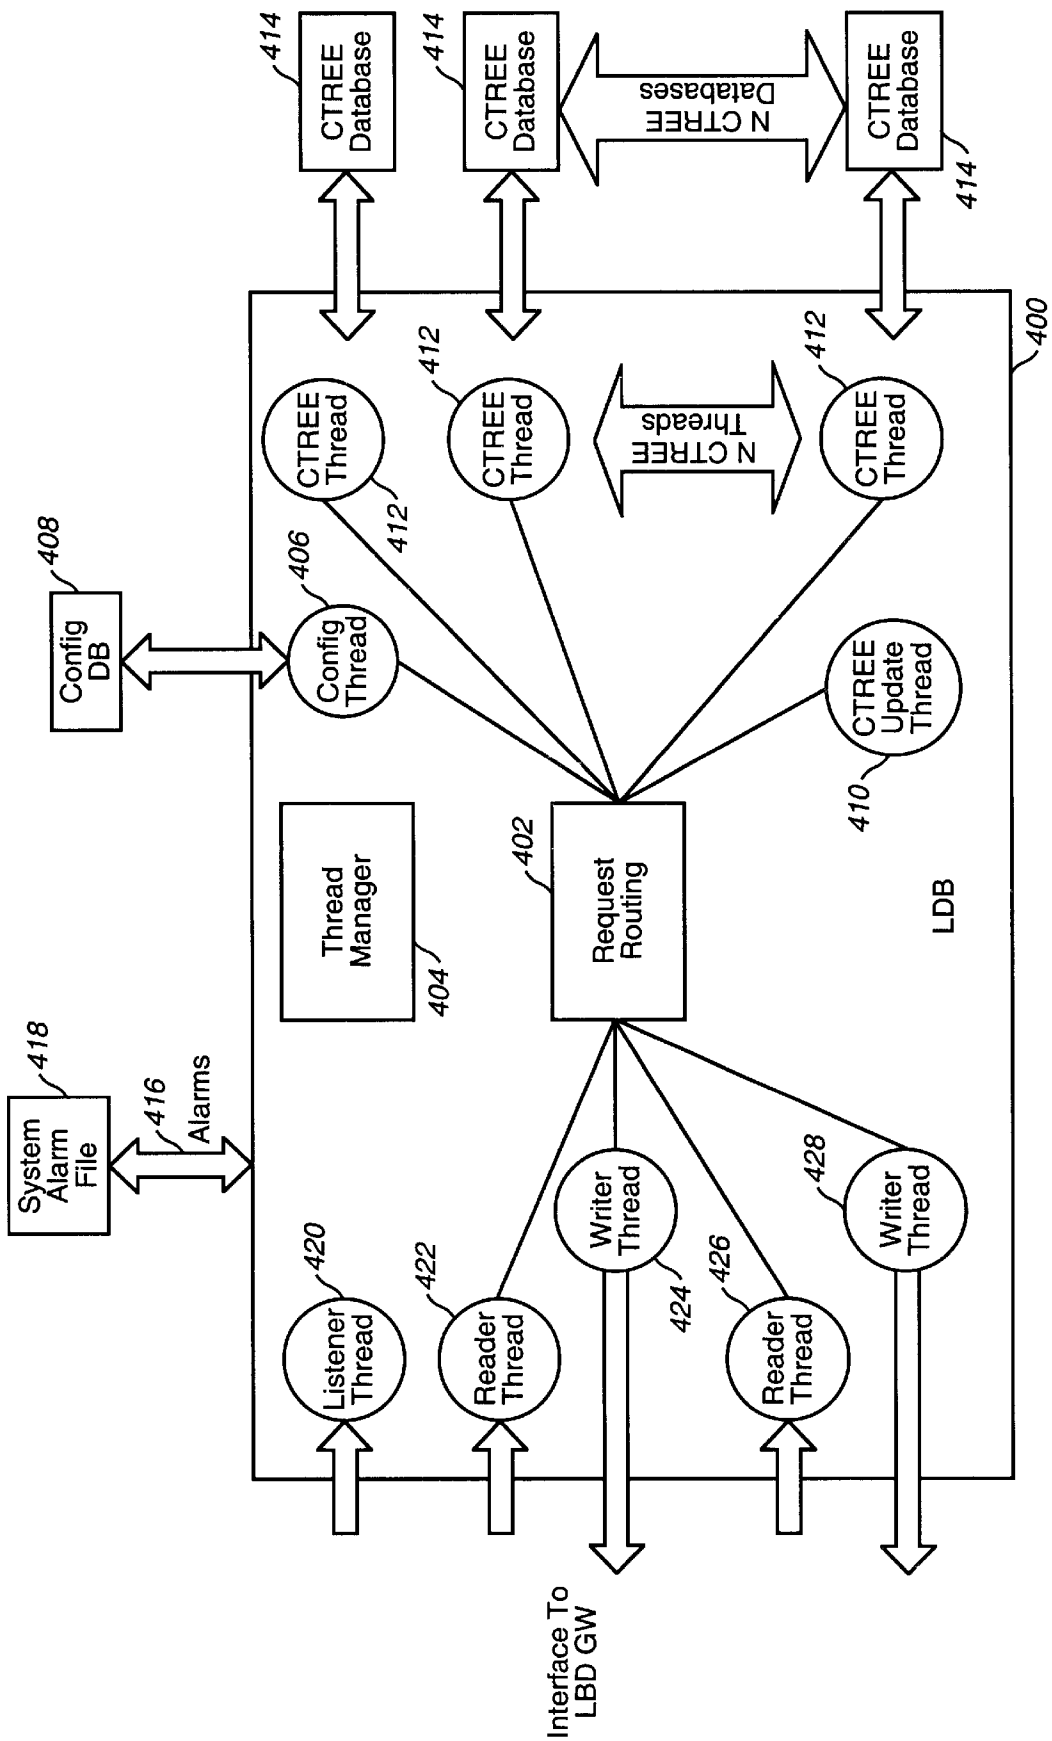 System
Alarm
File
418
416
Alarms
Config
DB
408
Listener
Thread
420
Reader
Thread
422
Writer
Thread
424
Reader
Thread
426
Writer
Thread
428
Interface To
LBD GW
Thread
Manager
404
Request
Routing
402
LDB
Config
Thread
406
CTREE
Update
Thread
410
CTREE
Thread
412
CTREE
Thread
412
N CTREE
Threads
CTREE
Thread
412
400
CTREE
Database
414
CTREE
Database
414
N CTREE
Databases
CTREE
Database
414